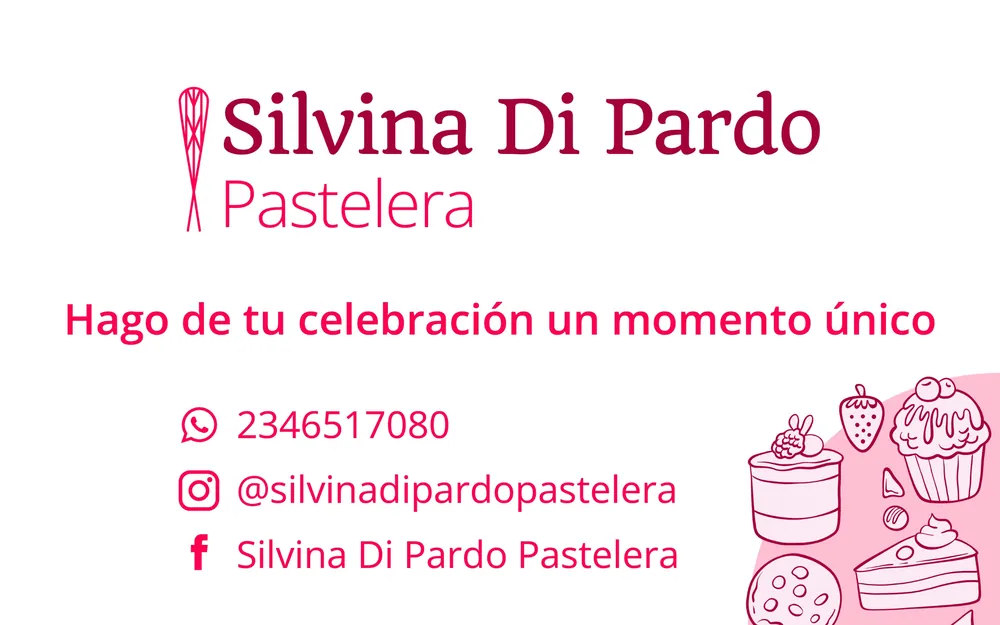 Silvina Di Pardo
Pastelera
Hago de tu celebración un momento único
2346517080
@silvinadipardopastelera
Silvina Di Pardo Pastelera